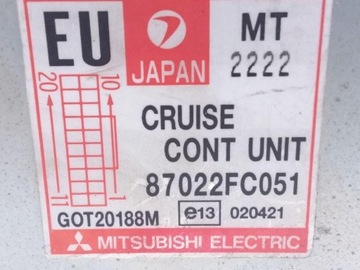 EU MT
JAPAN 2222
20 10
CRUISE
CONT UNIT
87022FC051
11 1
GOT20188M e13 020421
MITSUBISHI ELECTRIC